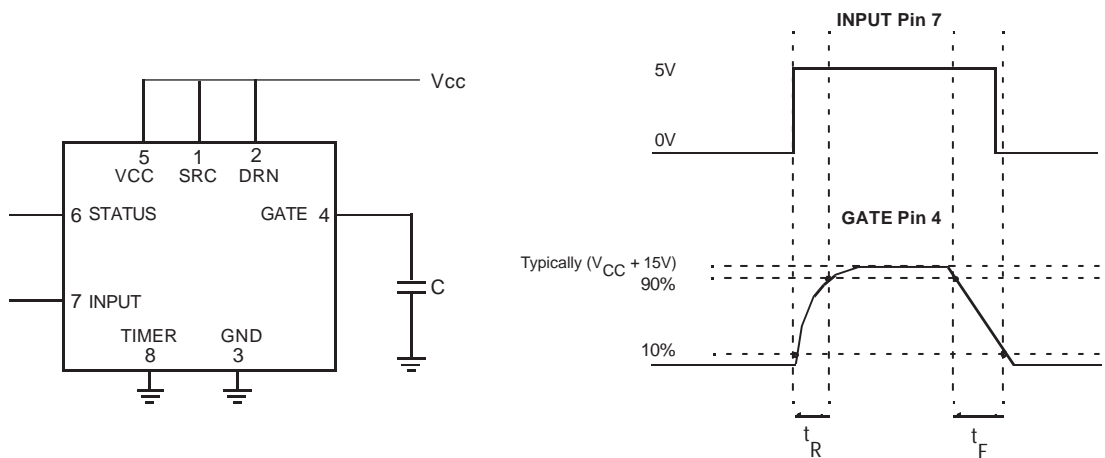 Vcc
5 1 2
VCC SRC DRN
6 STATUS GATE 4
C
7 INPUT
TIMER GND
8 3
INPUT Pin 7
5V
0V
GATE Pin 4
Typically (VCC + 15V)
90%
10%
tR tF